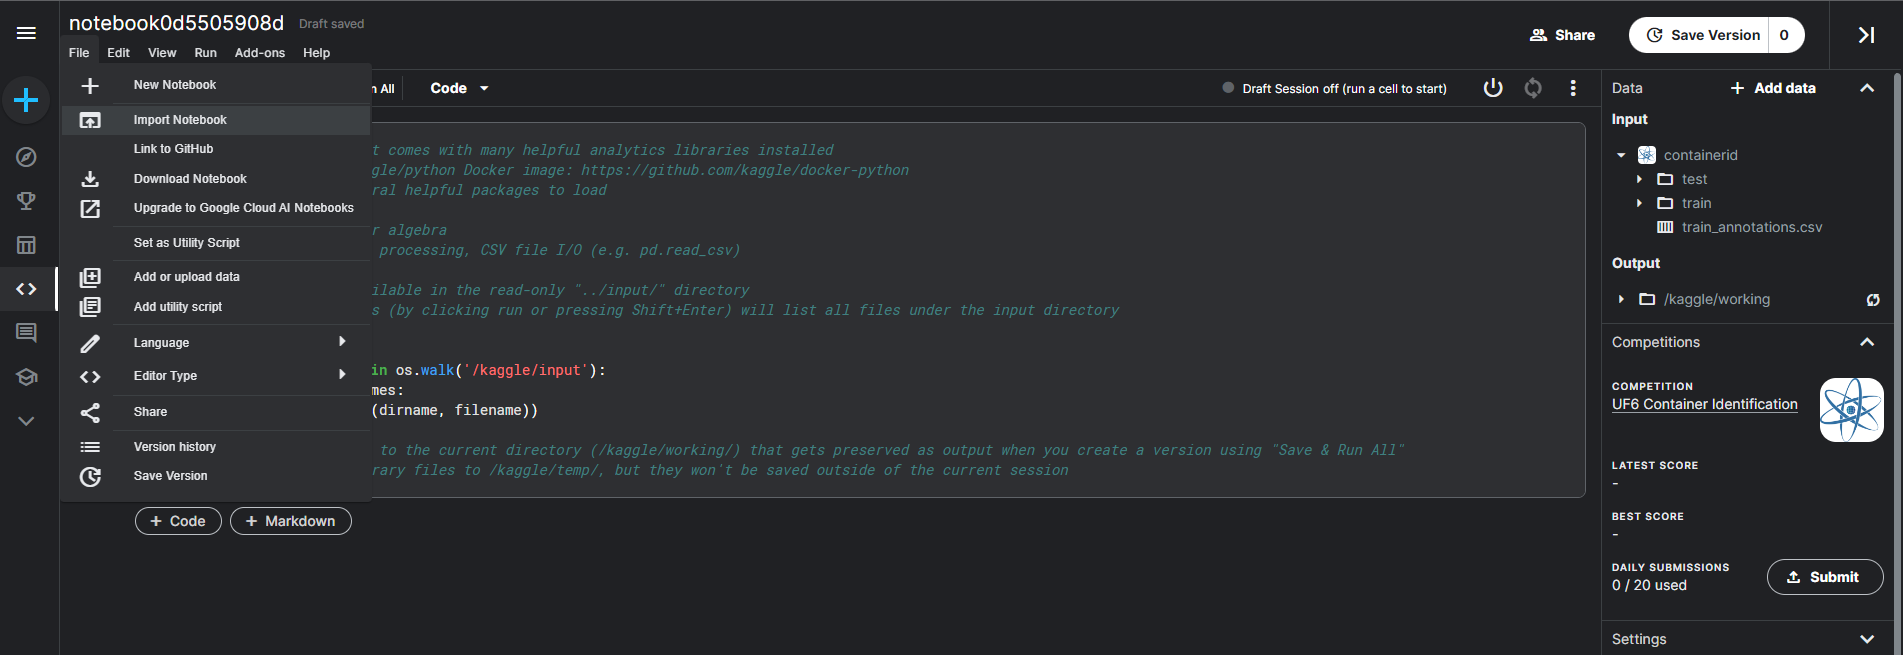 notebook0d5505908d Draft saved
File Edit View Run Add-ons Help
Share
Save Version 0
New Notebook
Import Notebook
Link to GitHub
Download Notebook
Upgrade to Google Cloud AI Notebooks
Set as Utility Script
Add or upload data
Add utility script
Language
Editor Type
Share
Version history
Save Version
n All
Code
Draft Session off (run a cell to start)
t comes with many helpful analytics libraries installed
gle/python Docker image: https://github.com/kaggle/docker-python
ral helpful packages to load
r algebra
processing, CSV file I/O (e.g. pd.read_csv)
ilable in the read-only "../input/" directory
s (by clicking run or pressing Shift+Enter) will list all files under the input directory
in os.walk('/kaggle/input'):
mes:
(dirname, filename))
to the current directory (/kaggle/working/) that gets preserved as output when you create a version using "Save & Run All"
rary files to /kaggle/temp/, but they won't be saved outside of the current session
+ Code + Markdown
Data
+ Add data
Input
containerid
test
train
train_annotations.csv
Output
/kaggle/working
Competitions
COMPETITION
UF6 Container Identification
LATEST SCORE
-
BEST SCORE
-
DAILY SUBMISSIONS
0 / 20 used
Submit
Settings